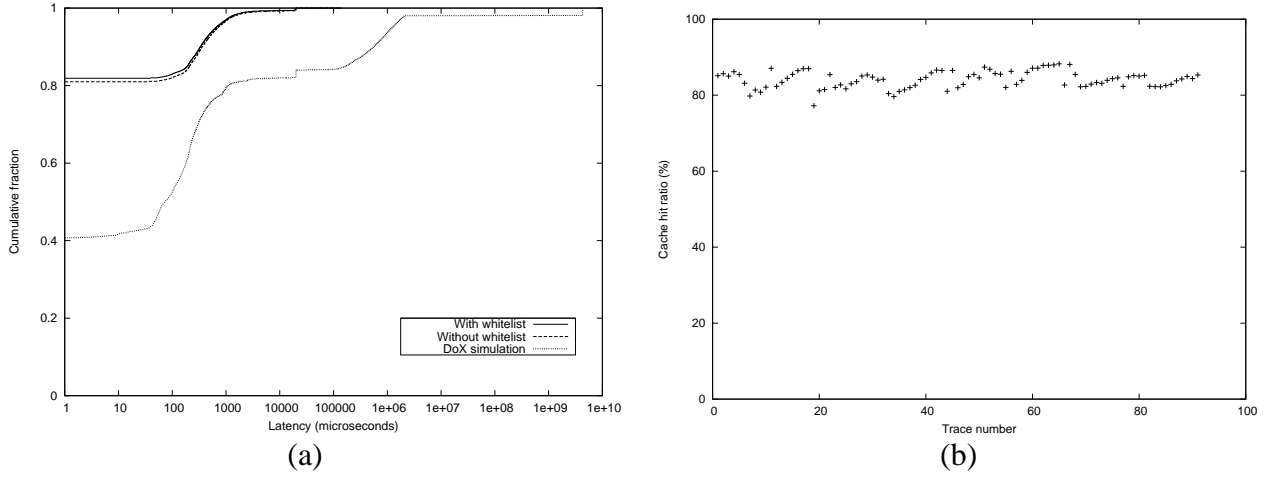 1
0.8
0.6
0.4
0.2
0
Cumulative fraction
With whitelist
Without whitelist
DoX simulation
1 10 100 1000 10000 100000 1e+06 1e+07 1e+08 1e+09 1e+10
Latency (microseconds)
(a)
100
80
60
40
20
0
Cache hit ratio (%)
0 20 40 60 80 100
Trace number
(b)